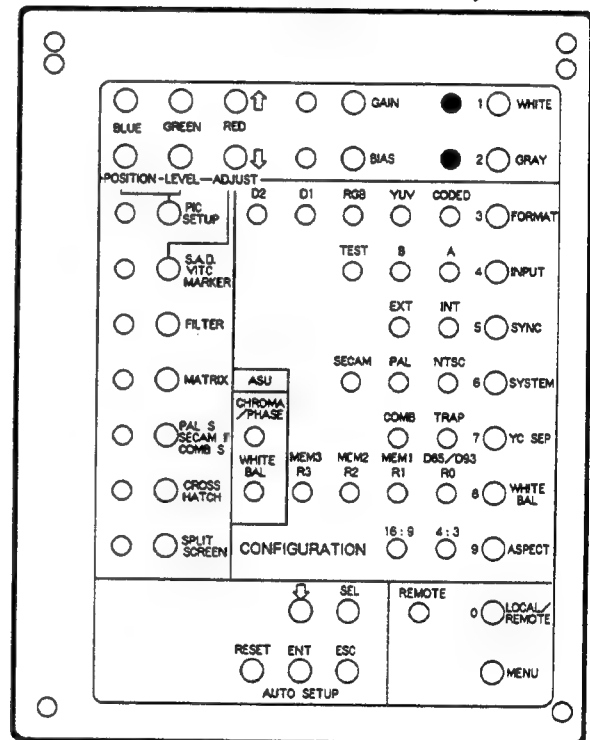 GAIN 1 WHITE
BLUE GREEN RED
BIAS 2 GRAY
POSITION-LEVEL-ADJUST
D2 D1 RGB YUV CODED
PIC
SETUP
3 FORMAT
TEST B A
S.A.D.
VITC
MARKER
4 INPUT
EXT INT
FILTER
5 SYNC
SECAM PAL NTSC
MATRIX
ASU
6 SYSTEM
CHROMA
/PHASE
COMB TRAP
PAL S
SECAM F
COMB S
7 YC SEP
WHITE
BAL
MEM3 MEM2 MEM1 D65/D93
R3 R2 R1 R0
CROSS
HATCH
8 WHITE
BAL
16:9 4:3
SPLIT
SCREEN
CONFIGURATION
9 ASPECT
SEL
REMOTE
0 LOCAL/
REMOTE
RESET ENT ESC
MENU
AUTO SETUP